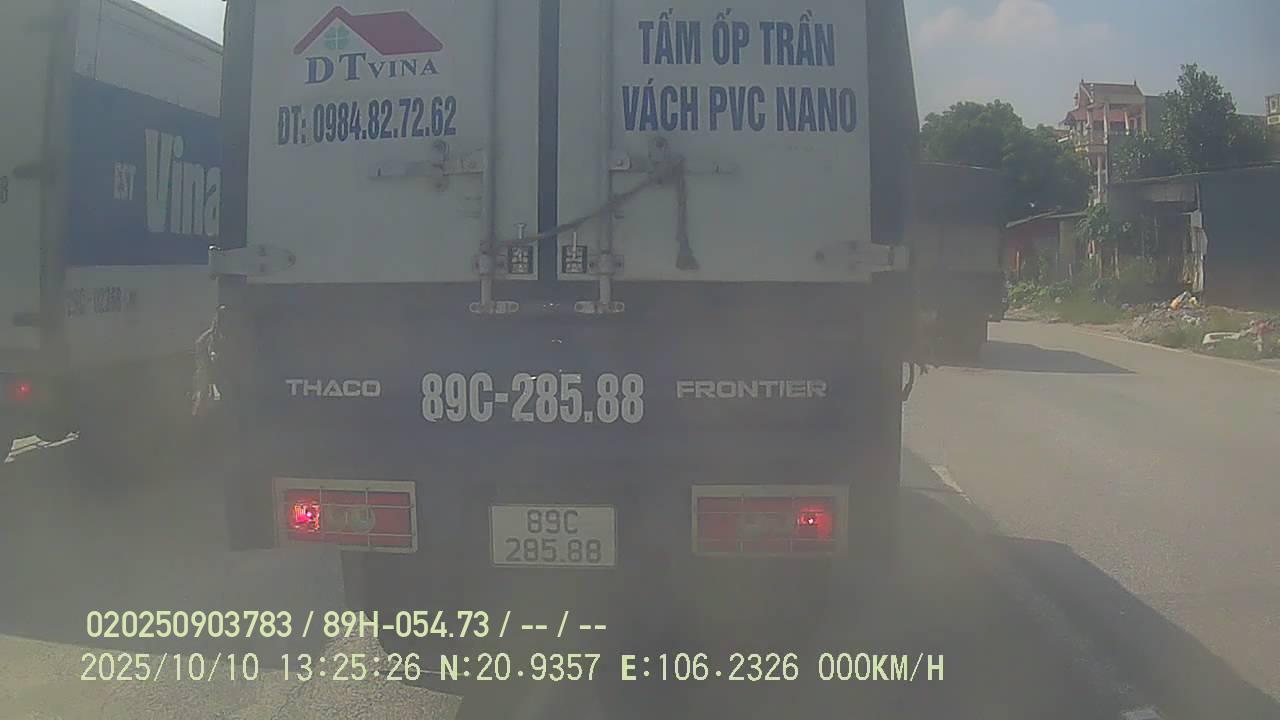 DTVINA
ĐT: 0984.82.72.62
TẤM ỐP TRẦN
VÁCH PVC NANO
Vina
THACO
89C-285.88
FRONTIER
89C
285.88
020250903783 / 89H-054.73 / -- / --
2025/10/10 13:25:26 N:20.9357 E:106.2326 000KM/H